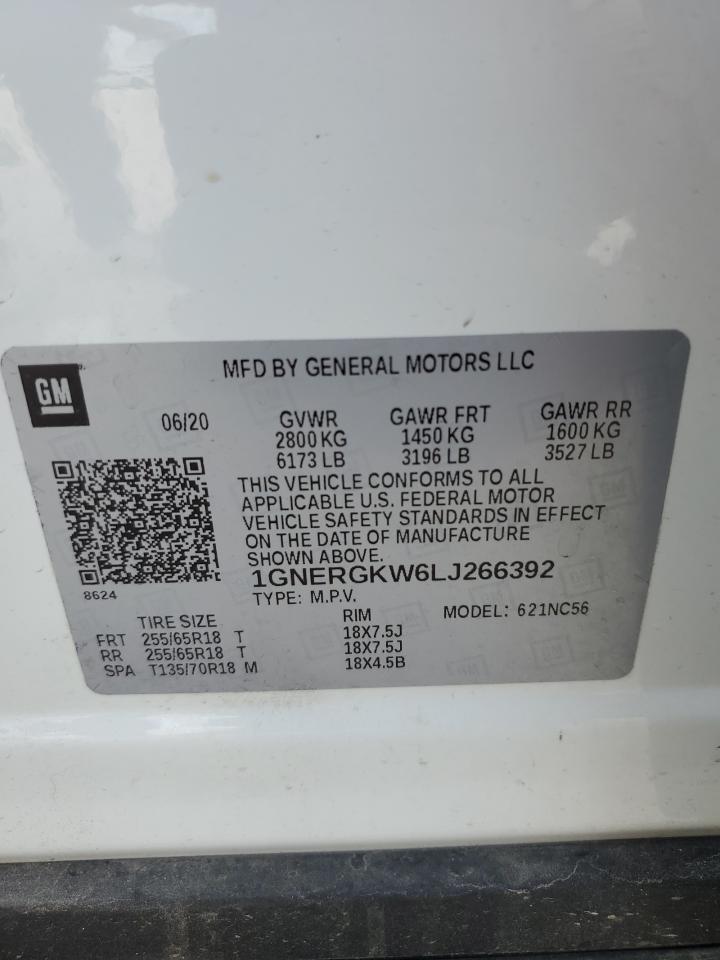 GM
MFD BY GENERAL MOTORS LLC
06/20 GVWR GAWR FRT GAWR RR
2800 KG 1450 KG 1600 KG
6173 LB 3196 LB 3527 LB
THIS VEHICLE CONFORMS TO ALL
APPLICABLE U.S. FEDERAL MOTOR
VEHICLE SAFETY STANDARDS IN EFFECT
ON THE DATE OF MANUFACTURE
SHOWN ABOVE.
1GNERGKW6LJ266392
8624
TYPE: M.P.V. MODEL: 621NC56
TIRE SIZE RIM
FRT 255/65R18 T 18X7.5J
RR 255/65R18 T 18X7.5J
SPA T135/70R18 M 18X4.5B